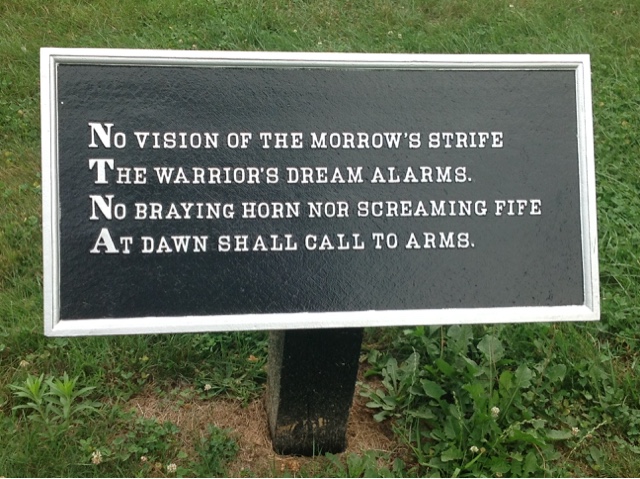 No vision of the morrow's strife
The warrior's dream alarms.
No braying horn nor screaming fife
At dawn shall call to arms.